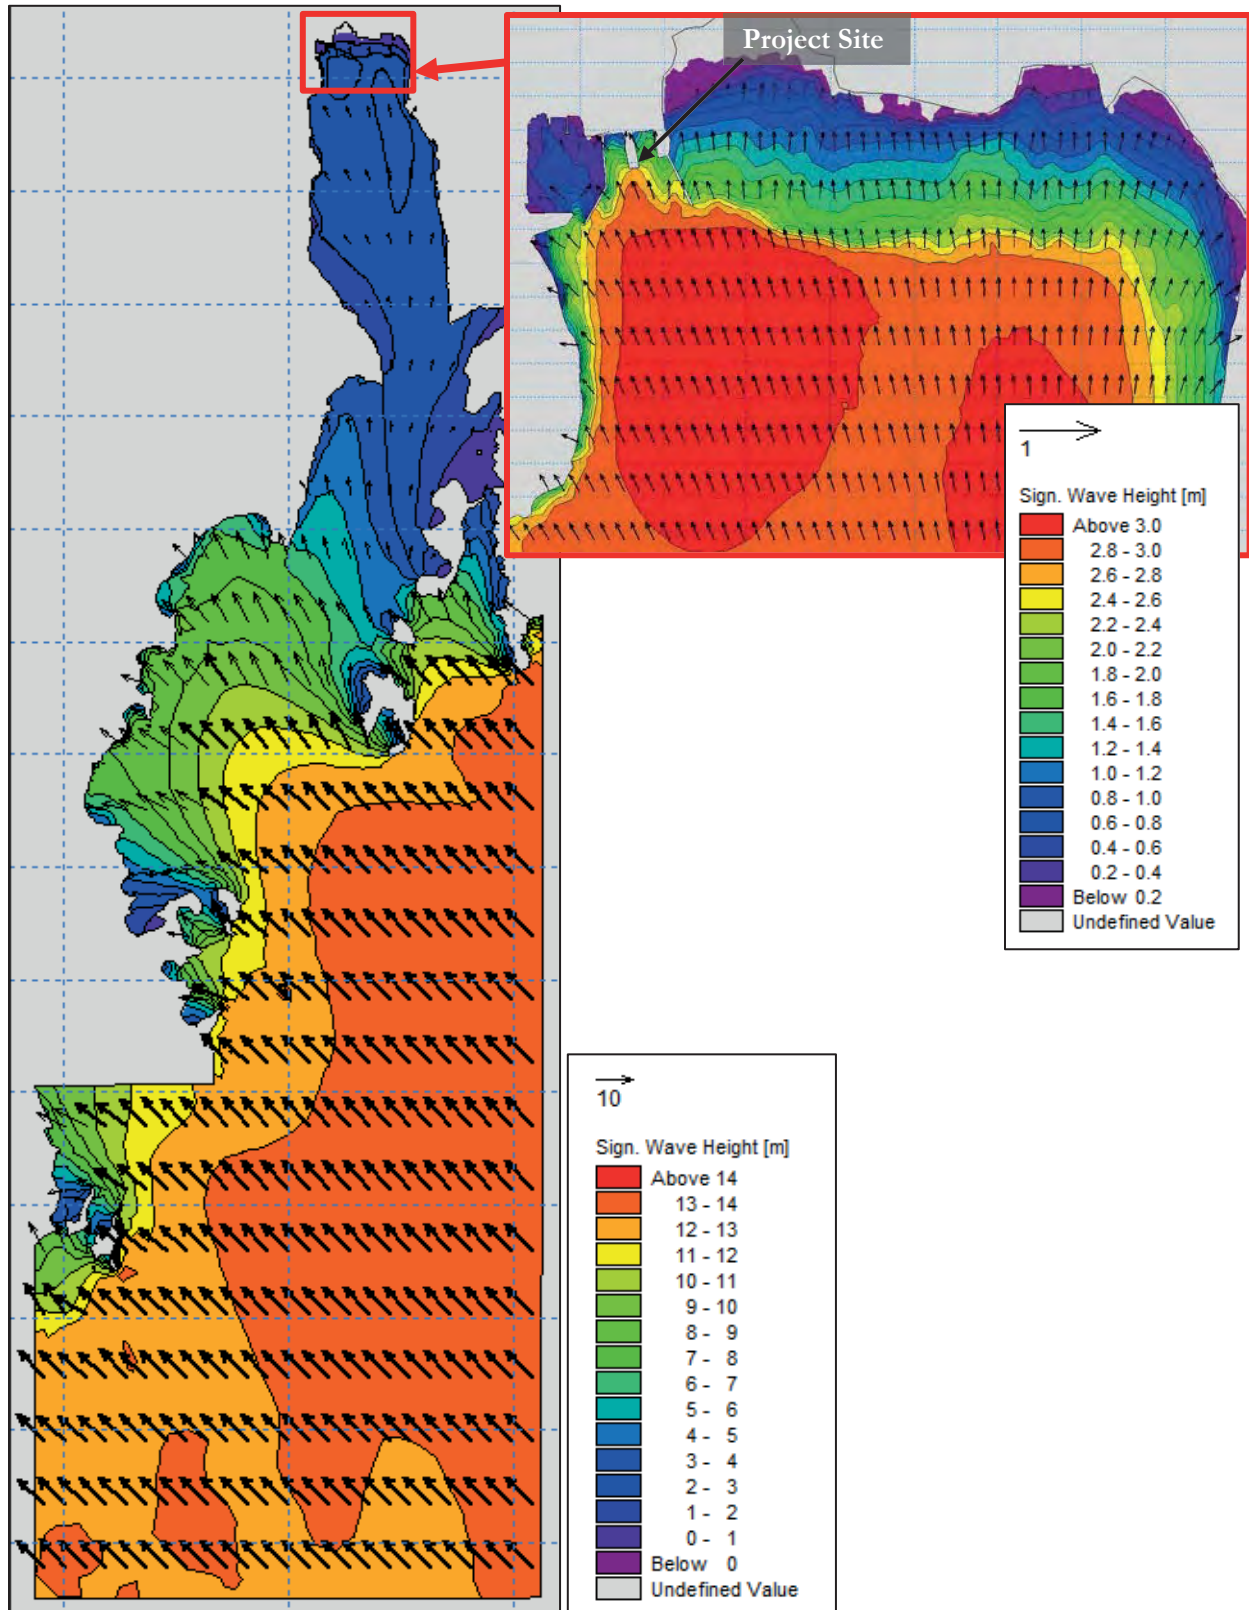 Project Site
1
Sign. Wave Height [m]
Above 3.0
2.8 - 3.0
2.6 - 2.8
2.4 - 2.6
2.2 - 2.4
2.0 - 2.2
1.8 - 2.0
1.6 - 1.8
1.4 - 1.6
1.2 - 1.4
1.0 - 1.2
0.8 - 1.0
0.6 - 0.8
0.4 - 0.6
0.2 - 0.4
Below 0.2
Undefined Value
10
Sign. Wave Height [m]
Above 14
13 - 14
12 - 13
11 - 12
10 - 11
9 - 10
8 - 9
7 - 8
6 - 7
5 - 6
4 - 5
3 - 4
2 - 3
1 - 2
0 - 1
Below 0
Undefined Value